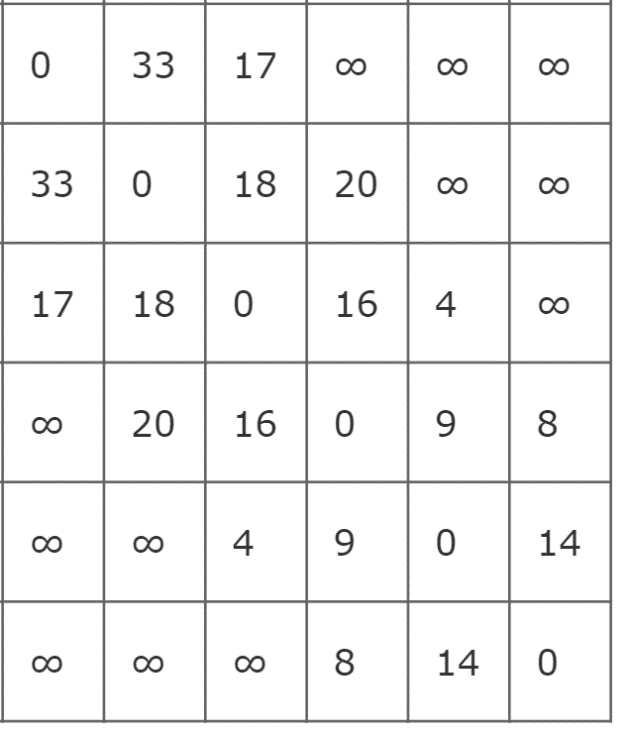 0 33 17 ∞ ∞ ∞
33 0 18 20 ∞ ∞
17 18 0 16 4 ∞
∞ 20 16 0 9 8
∞ ∞ 4 9 0 14
∞ ∞ ∞ 8 14 0